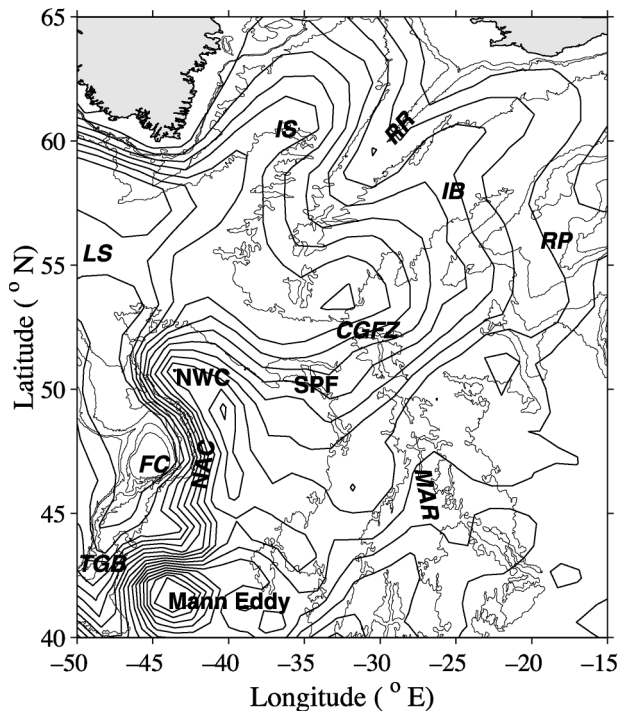 65
60
55
50
45
40
Latitude ( ° N)
IS
RR
IB
LS
RP
CGFZ
NWC
SPF
FC
NAC
MAR
TGB
Mann Eddy
−50 −45 −40 −35 −30 −25 −20 −15
Longitude ( ° E)